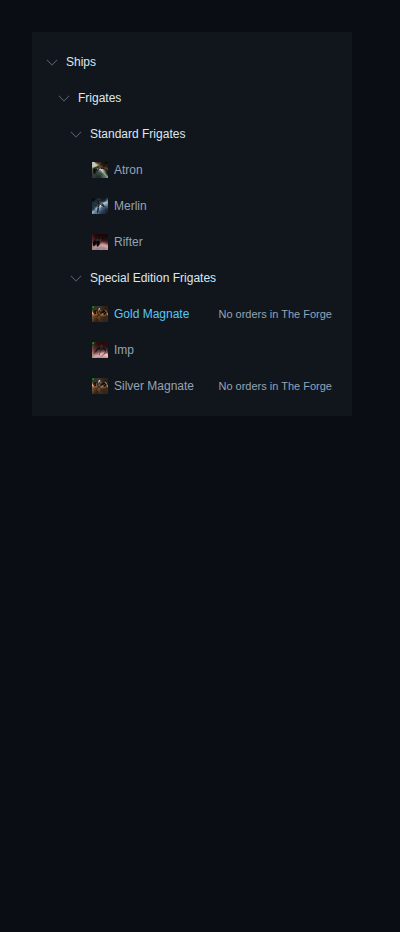 Ships
Frigates
Standard Frigates
Atron
Merlin
Rifter
Special Edition Frigates
Gold Magnate No orders in The Forge
Imp
Silver Magnate No orders in The Forge